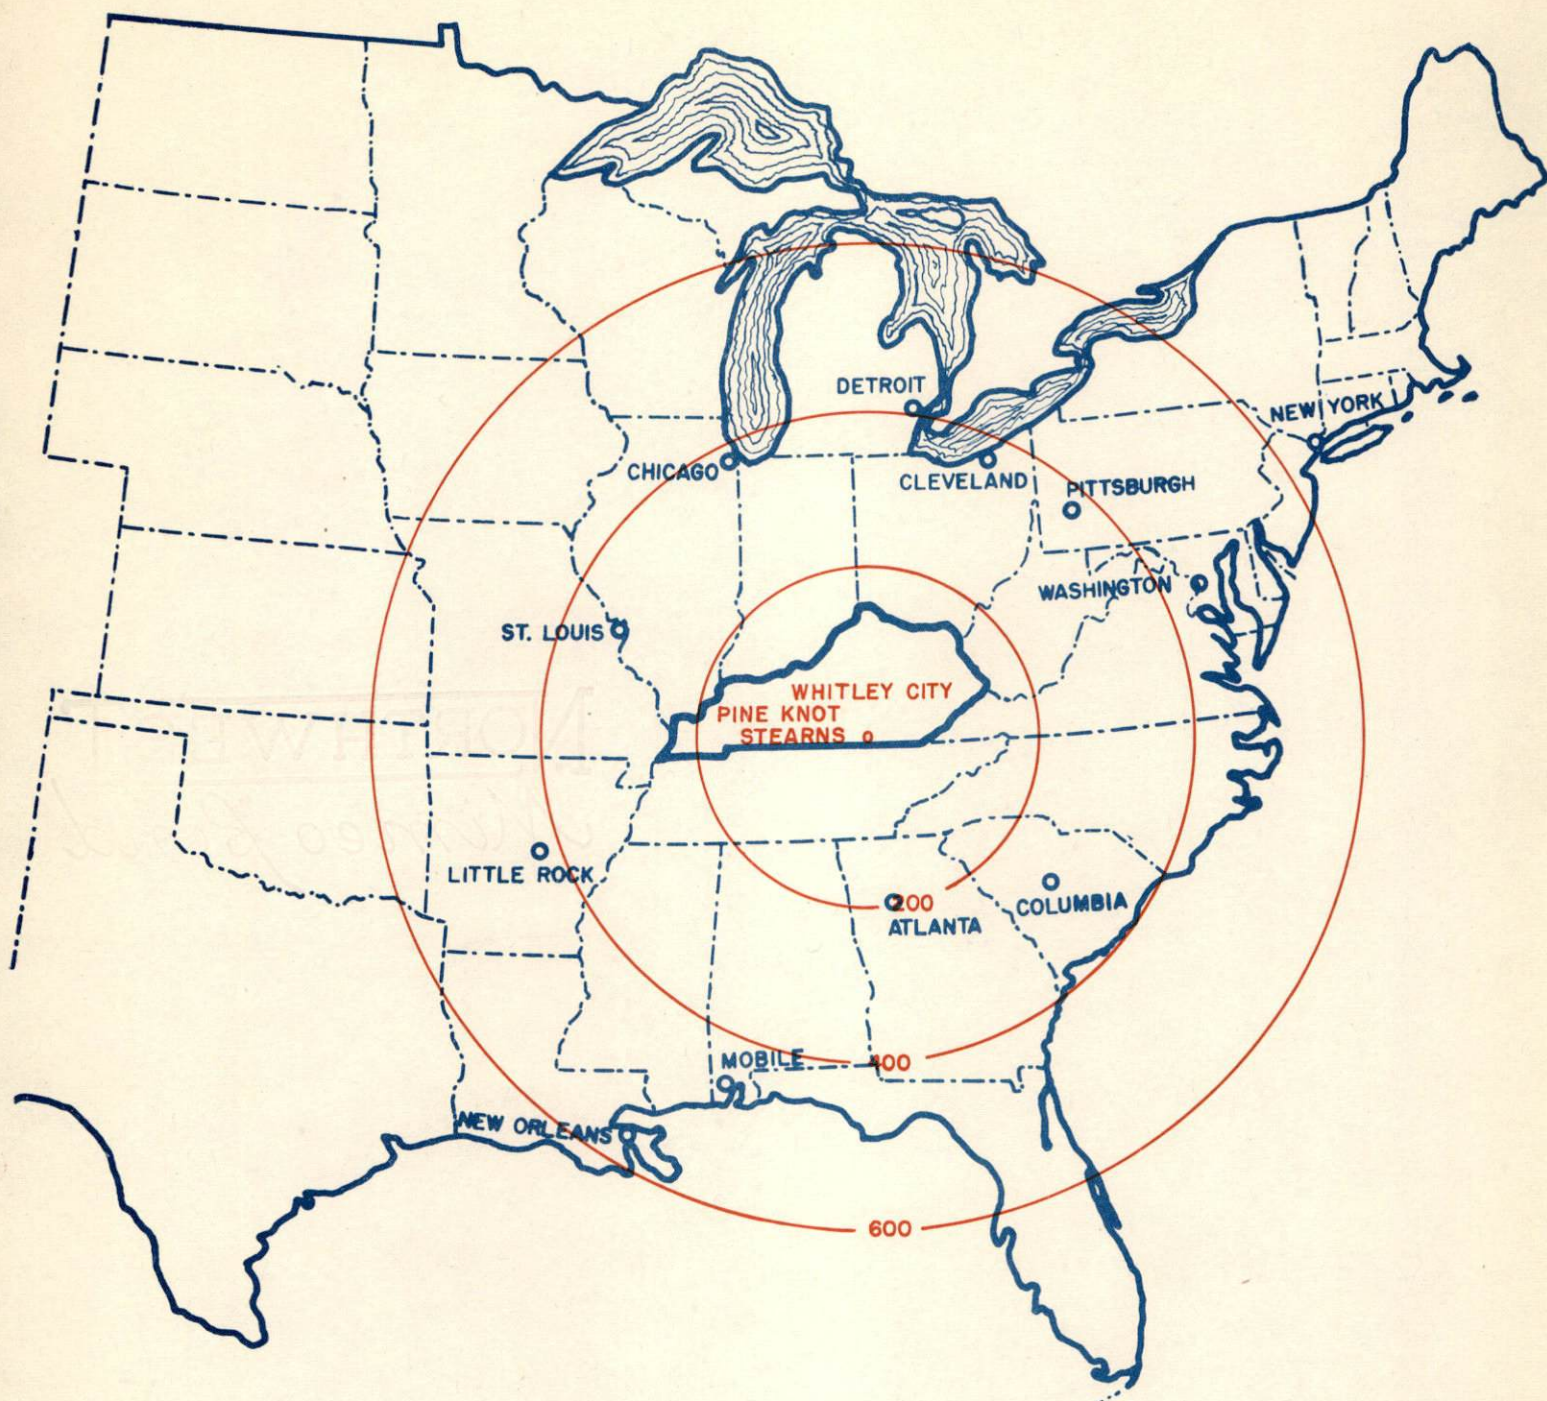 DETROIT
NEW YORK
CHICAGO
CLEVELAND
PITTSBURGH
WASHINGTON
ST. LOUIS
WHITLEY CITY
PINE KNOT
STEARNS
LITTLE ROCK
200
ATLANTA
COLUMBIA
MOBILE
400
NEW ORLEANS
600